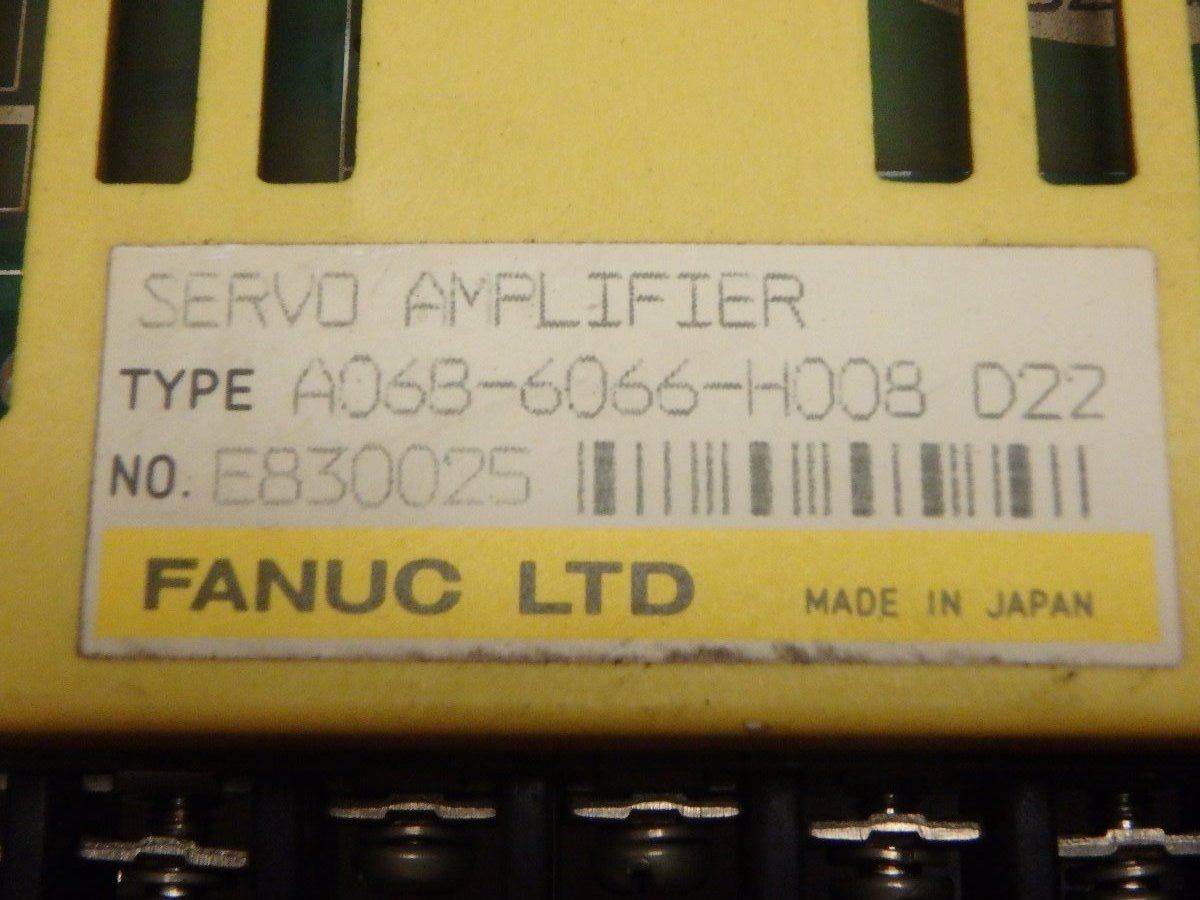 SERVO AMPLIFIER
TYPE A06B-6066-H008 D22
NO. E830025
FANUC LTD MADE IN JAPAN